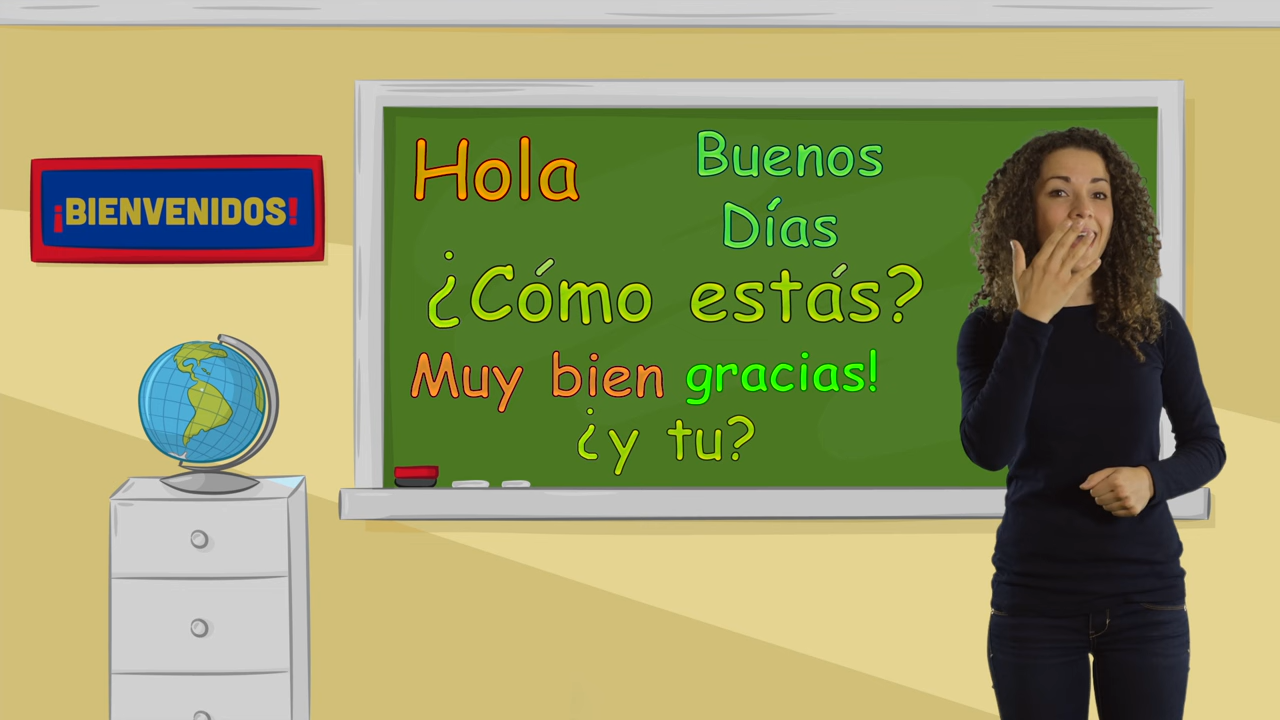 ¡BIENVENIDOS!
Hola
Buenos
Días
¿Cómo estás?
Muy bien gracias!
¿y tu?